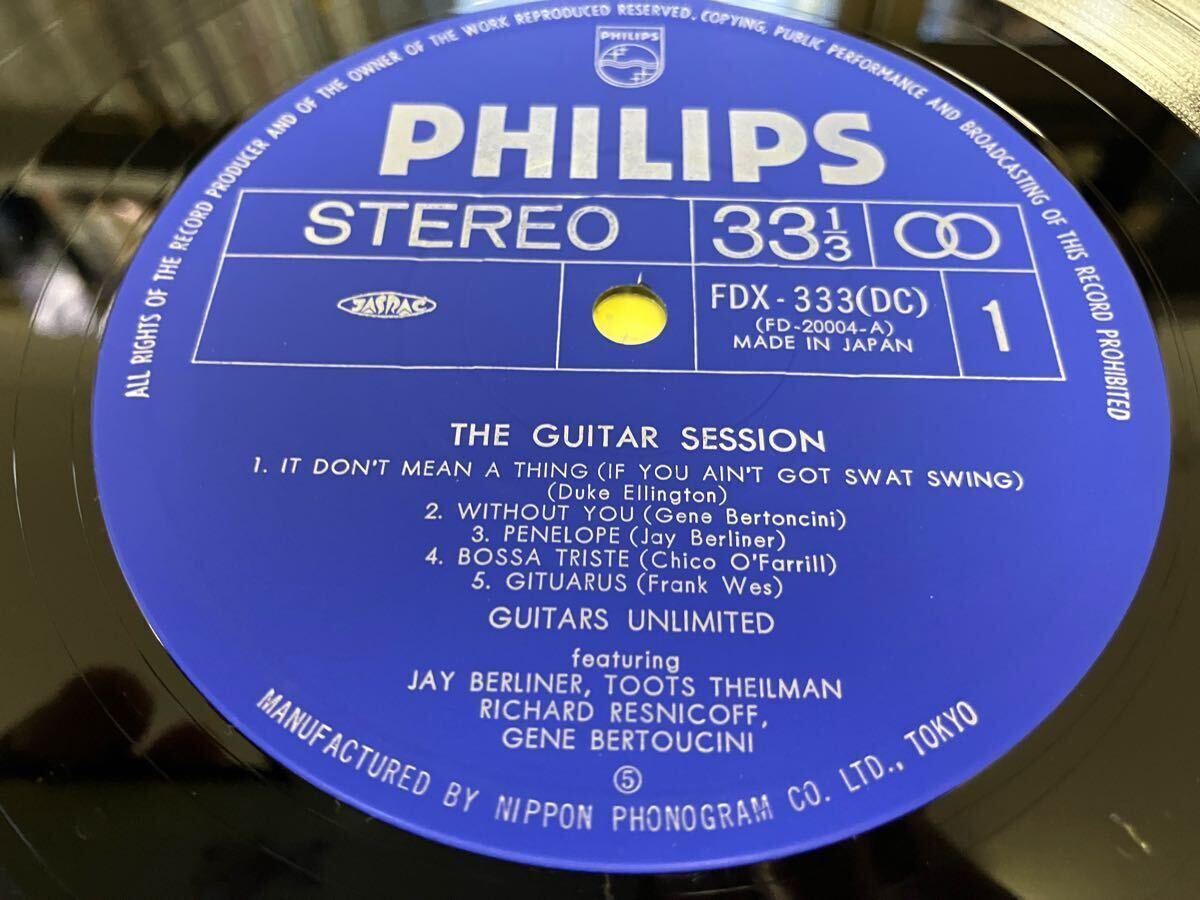 ALL RIGHTS OF THE RECORD PRODUCER AND OF THE OWNER OF THE WORK REPRODUCED RESERVED. COPYING, PUBLIC PERFORMANCE AND BROADCASTING OF THIS RECORD PROHIBITED
PHILIPS
PHILIPS
STEREO
33 1/3
JASRAC
FDX-333(DC)
(FD-20004-A)
MADE IN JAPAN
1
THE GUITAR SESSION
1. IT DON'T MEAN A THING (IF YOU AIN'T GOT SWAT SWING)
(Duke Ellington)
2. WITHOUT YOU (Gene Bertoncini)
3. PENELOPE (Jay Berliner)
4. BOSSA TRISTE (Chico O'Farrill)
5. GITUARUS (Frank Wes)
GUITARS UNLIMITED
featuring
JAY BERLINER, TOOTS THEILMAN
RICHARD RESNICOFF,
GENE BERTOUCINI
⑤
MANUFACTURED BY NIPPON PHONOGRAM CO. LTD., TOKYO